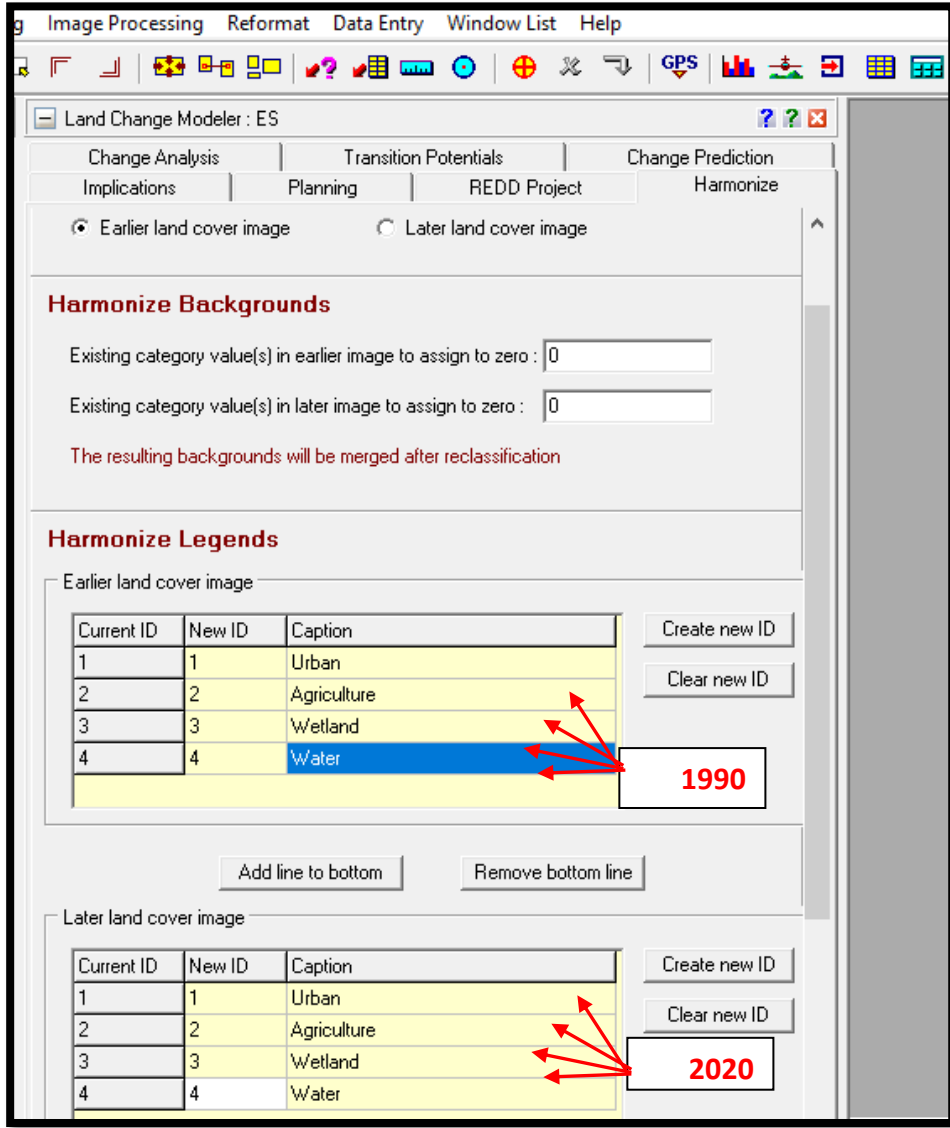 g Image Processing Reformat Data Entry Window List Help
GPS
Land Change Modeler : ES ? ?
Change Analysis Transition Potentials Change Prediction
Implications Planning REDD Project Harmonize
Earlier land cover image Later land cover image
Harmonize Backgrounds
Existing category value(s) in earlier image to assign to zero : 0
Existing category value(s) in later image to assign to zero : 0
The resulting backgrounds will be merged after reclassification
Harmonize Legends
Earlier land cover image
Current ID New ID Caption Create new ID
1 1 Urban
2 2 Agriculture Clear new ID
3 3 Wetland
4 4 Water
1990
Add line to bottom Remove bottom line
Later land cover image
Current ID New ID Caption Create new ID
1 1 Urban
2 2 Agriculture Clear new ID
3 3 Wetland
2020
4 4 Water